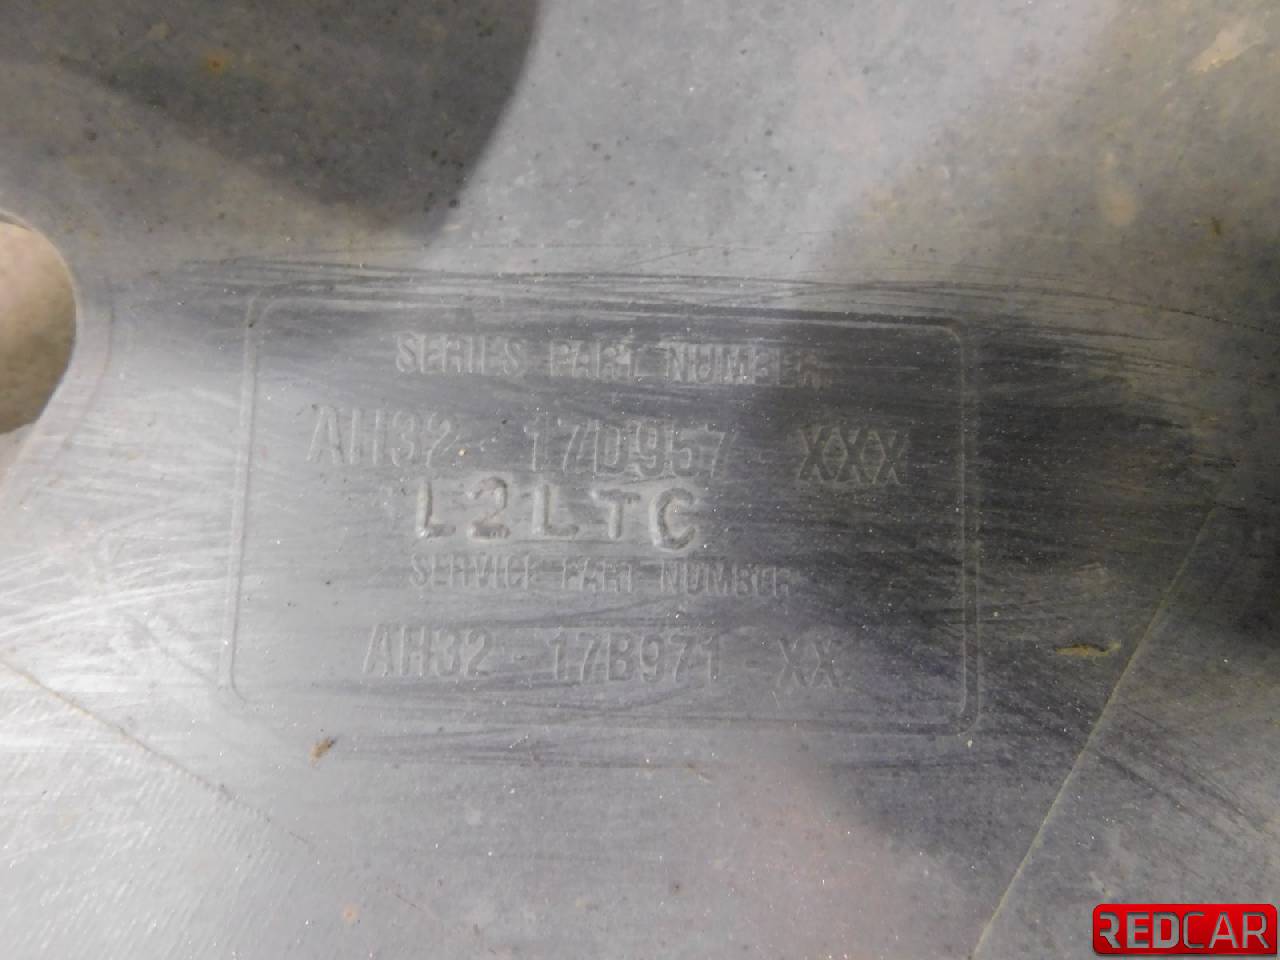 SERIES PART NUMBER.
AH32 - 17D957 - XXX
L2LTC
SERVICE PART NUMBER
AH32 - 17B971 - XX
REDCAR